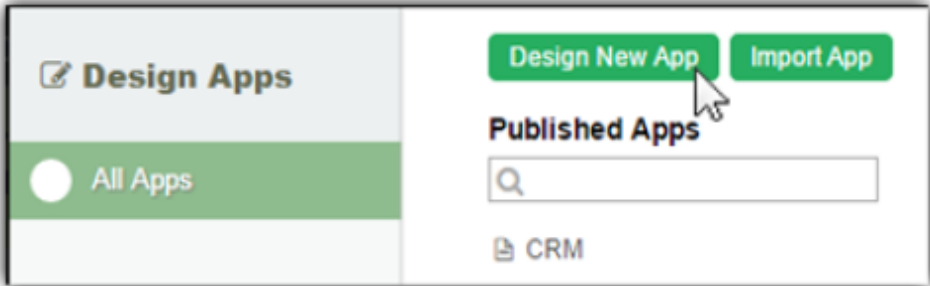 Design Apps
All Apps
Design New App
Import App
Published Apps
CRM